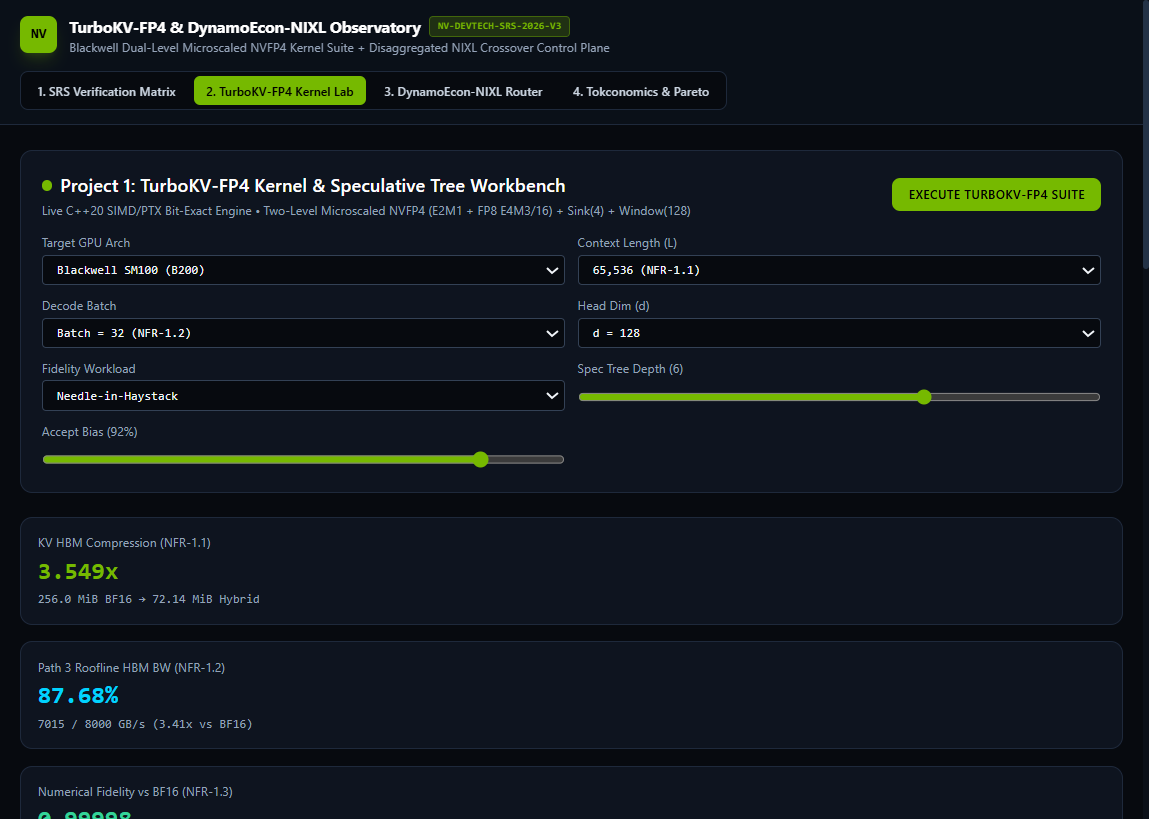 NV
TurboKV-FP4 & DynamoEcon-NIXL Observatory
NV-DEVTECH-SRS-2026-V3
Blackwell Dual-Level Microscaled NVFP4 Kernel Suite + Disaggregated NIXL Crossover Control Plane
1. SRS Verification Matrix
2. TurboKV-FP4 Kernel Lab
3. DynamoEcon-NIXL Router
4. Tokconomics & Pareto
Project 1: TurboKV-FP4 Kernel & Speculative Tree Workbench
Live C++20 SIMD/PTX Bit-Exact Engine • Two-Level Microscaled NVFP4 (E2M1 + FP8 E4M3/16) + Sink(4) + Window(128)
EXECUTE TURBOKV-FP4 SUITE
Target GPU Arch
Blackwell SM100 (B200)
Context Length (L)
65,536 (NFR-1.1)
Decode Batch
Batch = 32 (NFR-1.2)
Head Dim (d)
d = 128
Fidelity Workload
Needle-in-Haystack
Spec Tree Depth (6)
Accept Bias (92%)
KV HBM Compression (NFR-1.1)
3.549x
256.0 MiB BF16 → 72.14 MiB Hybrid
Path 3 Roofline HBM BW (NFR-1.2)
87.68%
7015 / 8000 GB/s (3.41x vs BF16)
Numerical Fidelity vs BF16 (NFR-1.3)
0.99998